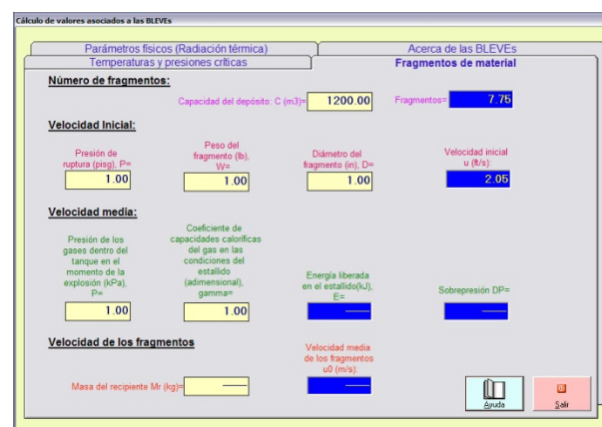 Cálculo de valores asociados a las BLEVEs
Parámetros físicos (Radiación térmica)
Acerca de las BLEVEs
Temperaturas y presiones críticas
Fragmentos de material
Número de fragmentos:
Capacidad del depósito: C (m3)=
1200.00
Fragmentos=
7.75
Velocidad Inicial:
Presión de
ruptura (pisg), P=
1.00
Peso del
fragmento (lb),
W=
1.00
Diámetro del
fragmento (in), D=
1.00
Velocidad inicial
u (ft/s):
2.05
Velocidad media:
Presión de los
gases dentro del
tanque en el
momento de la
explosión (kPa),
P=
1.00
Coeficiente de
capacidades caloríficas
del gas en las
condiciones del
estallido
(adimensional),
gamma=
1.00
Energía liberada
en el estallido(kJ),
E=
Sobrepresión DP=
Velocidad de los fragmentos
Masa del recipiente Mr (kg)=
Velocidad media
de los fragmentos
u0 (m/s):
Ayuda
Salir